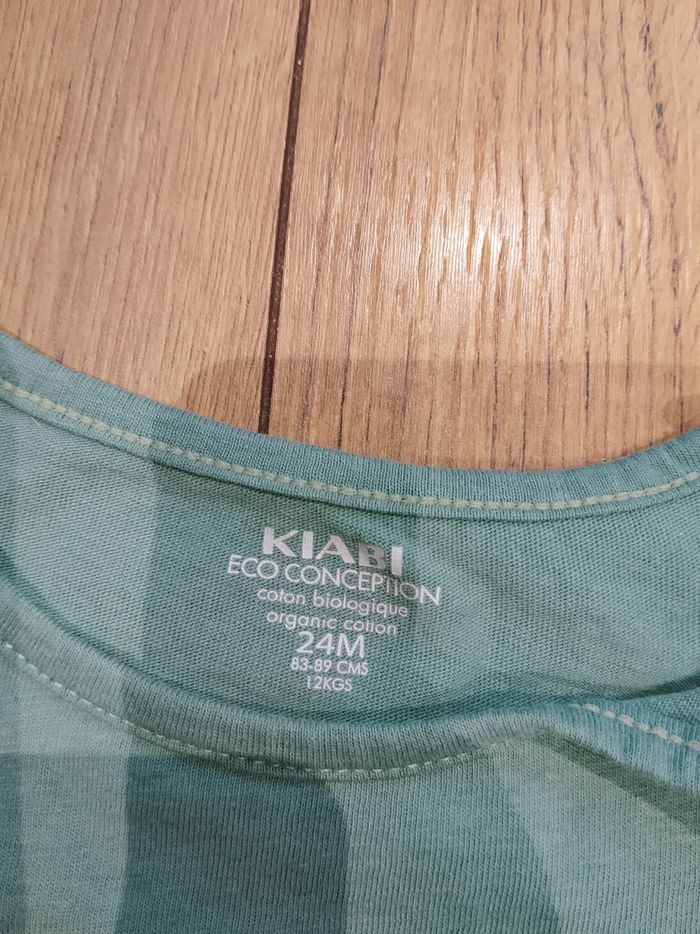 KIABI
ECO CONCEPTION
coton biologique
organic cotton
24M
83-89 CMS
12KGS